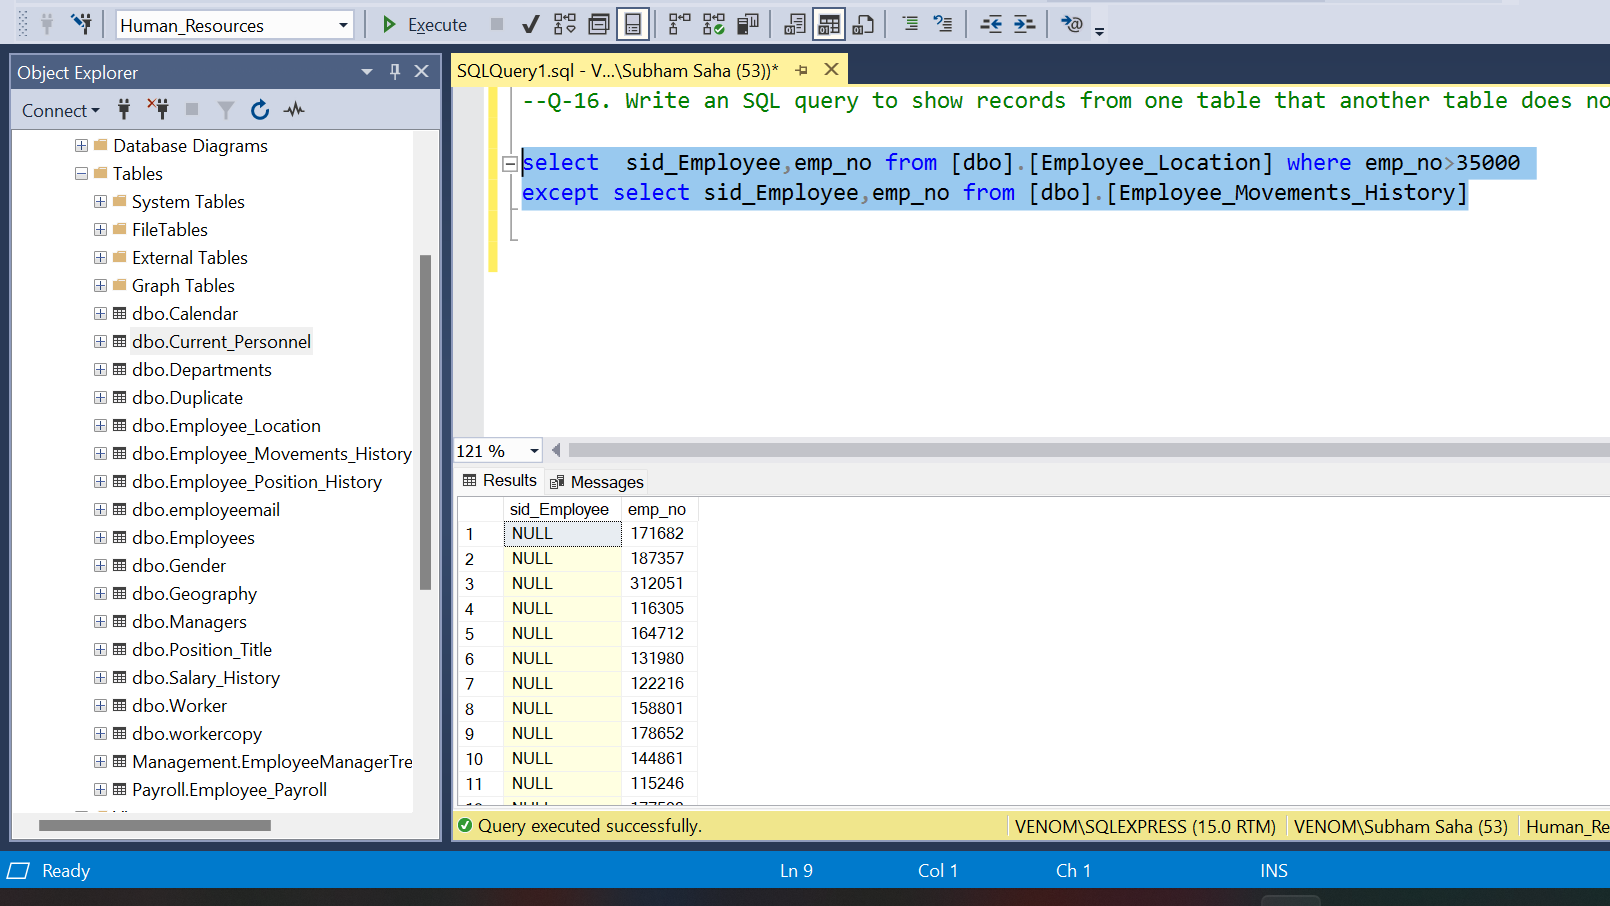 Human_Resources
Execute
Object Explorer
Connect
Database Diagrams
Tables
System Tables
FileTables
External Tables
Graph Tables
dbo.Calendar
dbo.Current_Personnel
dbo.Departments
dbo.Duplicate
dbo.Employee_Location
dbo.Employee_Movements_History
dbo.Employee_Position_History
dbo.employeemail
dbo.Employees
dbo.Gender
dbo.Geography
dbo.Managers
dbo.Position_Title
dbo.Salary_History
dbo.Worker
dbo.workercopy
Management.EmployeeManagerTre
Payroll.Employee_Payroll
SQLQuery1.sql - V...\Subham Saha (53))*
--Q-16. Write an SQL query to show records from one table that another table does no
select  sid_Employee,emp_no from [dbo].[Employee_Location] where emp_no>35000
except select sid_Employee,emp_no from [dbo].[Employee_Movements_History]
121 %
Results Messages
sid_Employee emp_no
1 NULL 171682
2 NULL 187357
3 NULL 312051
4 NULL 116305
5 NULL 164712
6 NULL 131980
7 NULL 122216
8 NULL 158801
9 NULL 178652
10 NULL 144861
11 NULL 115246
Query executed successfully. VENOM\SQLEXPRESS (15.0 RTM) VENOM\Subham Saha (53) Human_Re
Ready Ln 9 Col 1 Ch 1 INS